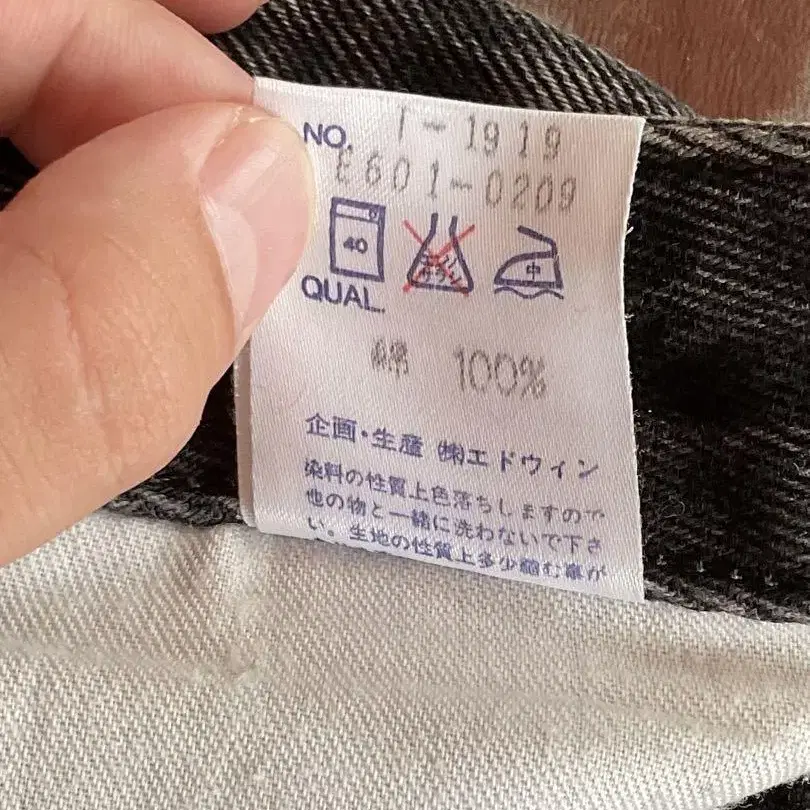 NO. T-1919
E601-0209
40
中
QUAL.
綿 100%
企画・生産 ㈱エドウィン
染料の性質上色落ちしますので
他の物と一緒に洗わないで下さ
い。生地の性質上多少縮む事が